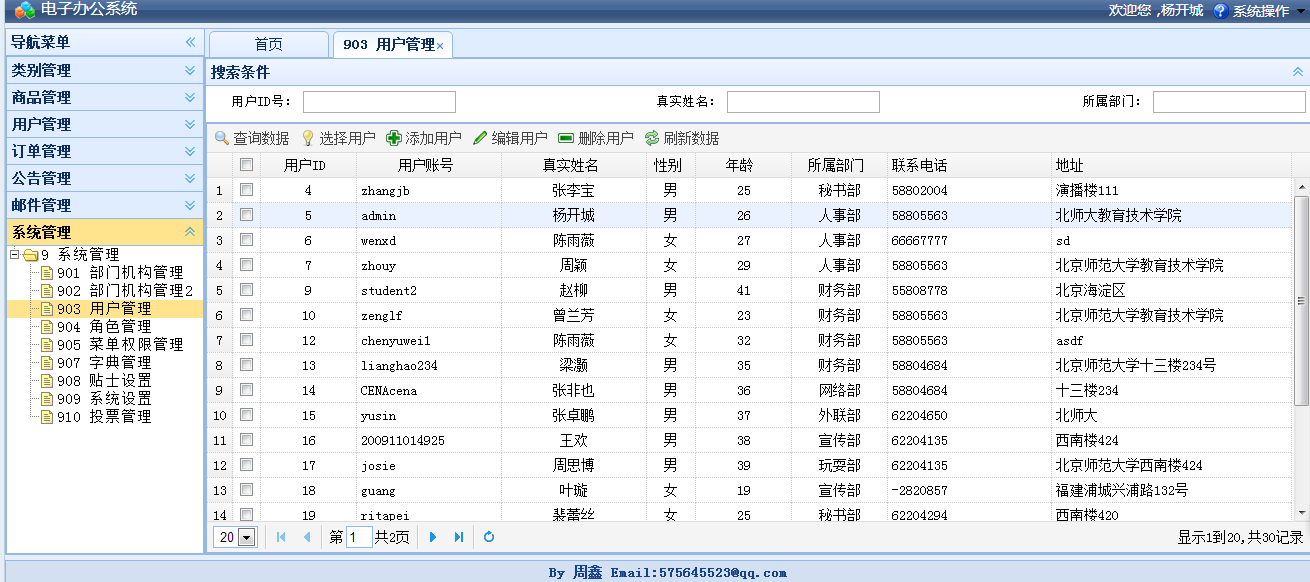 电子办公系统 欢迎您 ,杨开城 系统操作
导航菜单
类别管理
商品管理
用户管理
订单管理
公告管理
邮件管理
系统管理
9 系统管理
901 部门机构管理
902 部门机构管理2
903 用户管理
904 角色管理
905 菜单权限管理
907 字典管理
908 贴士设置
909 系统设置
910 投票管理
首页 903 用户管理
搜索条件
用户ID号: 真实姓名: 所属部门:
查询数据 选择用户 添加用户 编辑用户 删除用户 刷新数据
用户ID 用户账号 真实姓名 性别 年龄 所属部门 联系电话 地址
1 4 zhangjb 张李宝 男 25 秘书部 58802004 演播楼111
2 5 admin 杨开城 男 26 人事部 58805563 北师大教育技术学院
3 6 wenxd 陈雨薇 女 27 人事部 66667777 sd
4 7 zhouy 周颖 女 29 人事部 58805563 北京师范大学教育技术学院
5 9 student2 赵柳 男 41 财务部 55808778 北京海淀区
6 10 zenglf 曾兰芳 女 23 财务部 58805563 北京师范大学教育技术学院
7 12 chenyuwei1 陈雨薇 女 32 财务部 58805563 asdf
8 13 lianghao234 梁灏 男 35 财务部 58804684 北京师范大学十三楼234号
9 14 CENAcena 张非也 男 36 网络部 58804684 十三楼234
10 15 yusin 张卓鹏 男 37 外联部 62204650 北师大
11 16 200911014925 王欢 男 38 宣传部 62204135 西南楼424
12 17 josie 周思博 男 39 玩耍部 62204135 北京师范大学西南楼424
13 18 guang 叶璇 女 19 宣传部 -2820857 福建浦城兴浦路132号
14 19 ritapei 裴蕾丝 女 25 秘书部 62204294 西南楼420
20 第 1 共2页 显示1到20,共30记录
By 周鑫 Email:575645523@qq.com